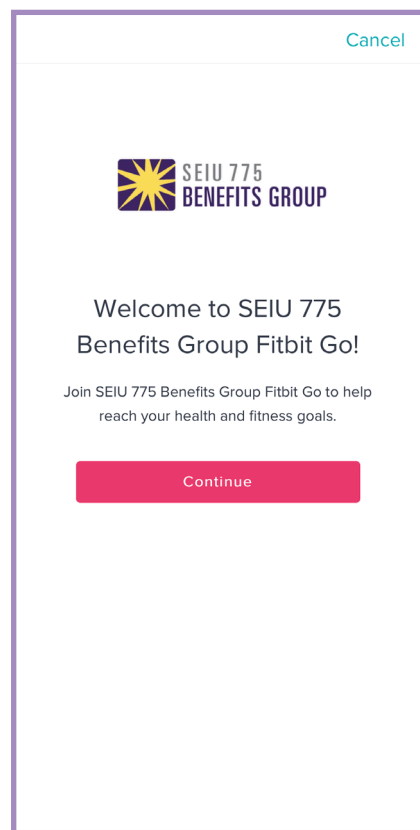 Cancel
SEIU 775
BENEFITS GROUP
Welcome to SEIU 775
Benefits Group Fitbit Go!
Join SEIU 775 Benefits Group Fitbit Go to help
reach your health and fitness goals.
Continue